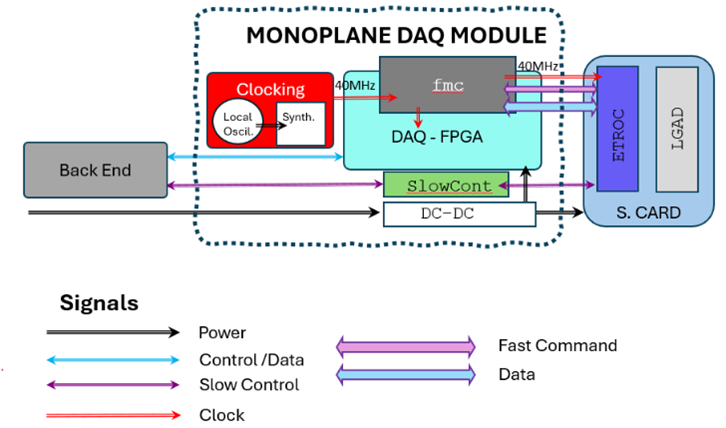 MONOPLANE DAQ MODULE
Clocking
Local
Oscil.
Synth.
40MHz
fmc
40MHz
DAQ - FPGA
ETROC
LGAD
S. CARD
Back End
SlowCont
DC-DC
Signals
Power
Control /Data
Slow Control
Clock
Fast Command
Data